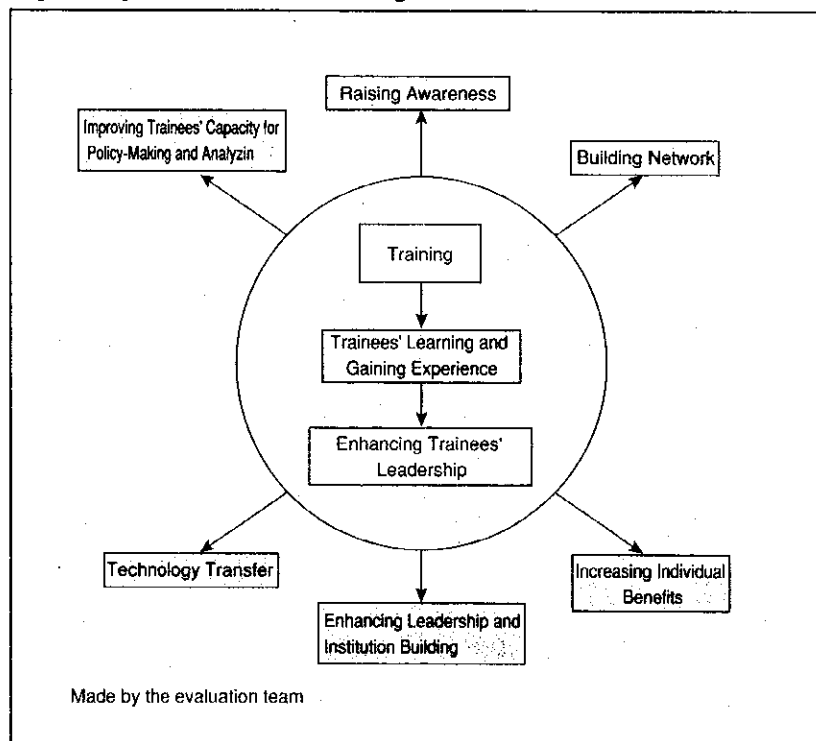 Raising Awareness
Improving Trainees' Capacity for
Policy-Making and Analyzin
Building Network
Training
Trainees' Learning and
Gaining Experience
Enhancing Trainees'
Leadership
Technology Transfer
Increasing Individual
Benefits
Enhancing Leadership and
Institution Building
Made by the evaluation team